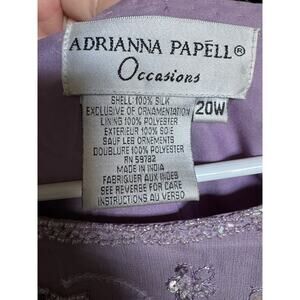 ADRIANNA PAPÉLL®
Occasions
SHELL: 100% SILK
EXCLUSIVE OF ORNAMENTATION
LINING 100% POLYESTER
EXTERIEUR 100% SOIE
SAUF LES ORNEMENTS
DOUBLURE 100% POLYESTER
RN 59782
MADE IN INDIA
FABRIQUER AUX INDES
SEE REVERSE FOR CARE
INSTRUCTIONS AU VERSO
20W